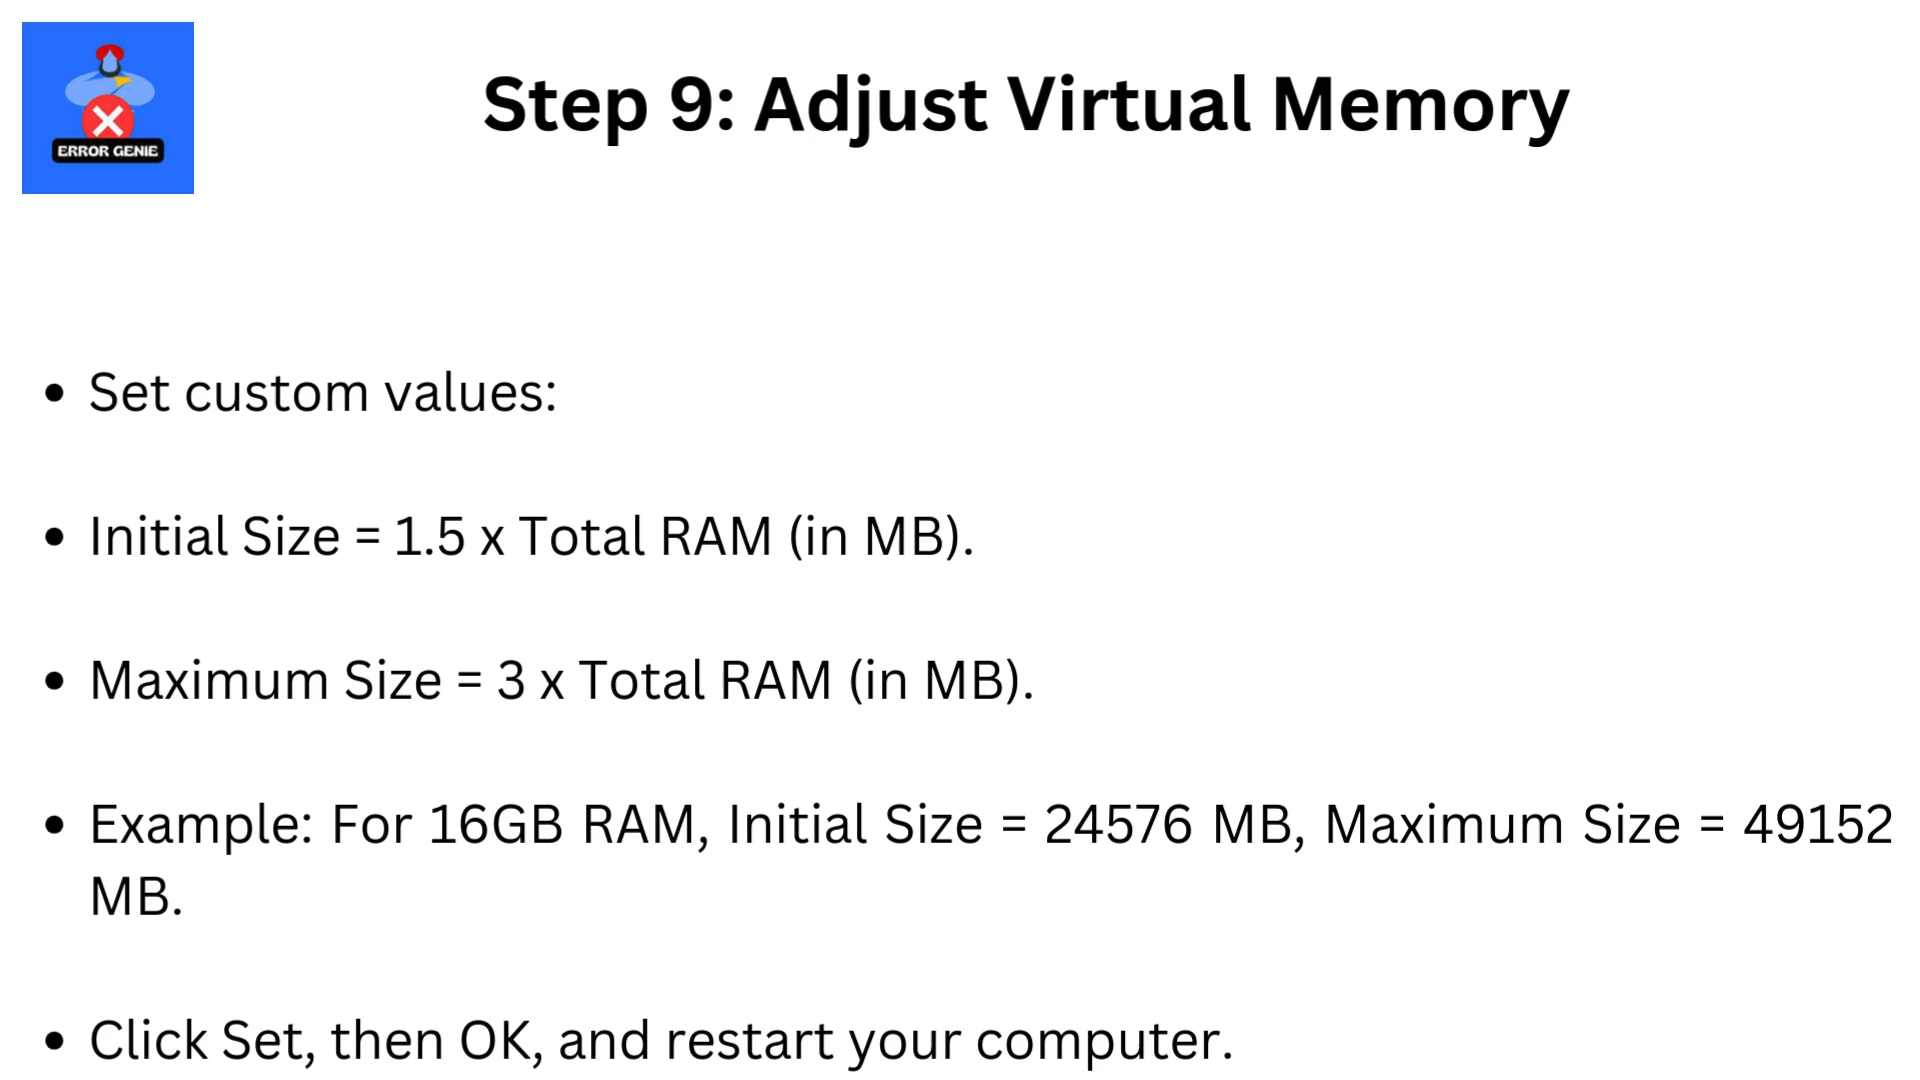 ERROR GENIE
Step 9: Adjust Virtual Memory
• Set custom values:
• Initial Size = 1.5 x Total RAM (in MB).
• Maximum Size = 3 x Total RAM (in MB).
• Example: For 16GB RAM, Initial Size = 24576 MB, Maximum Size = 49152
MB.
• Click Set, then OK, and restart your computer.